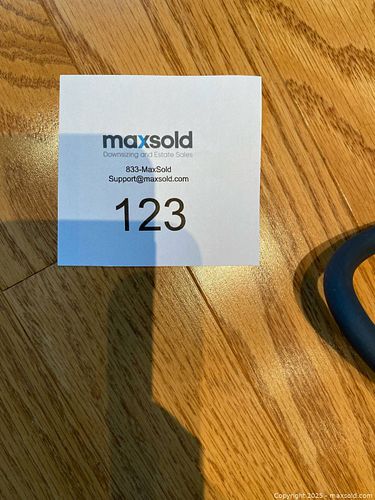 maxsold
Downsizing and Estate Sales
833-MaxSold
Support@maxsold.com
123
Copyright 2025 - maxsold.com